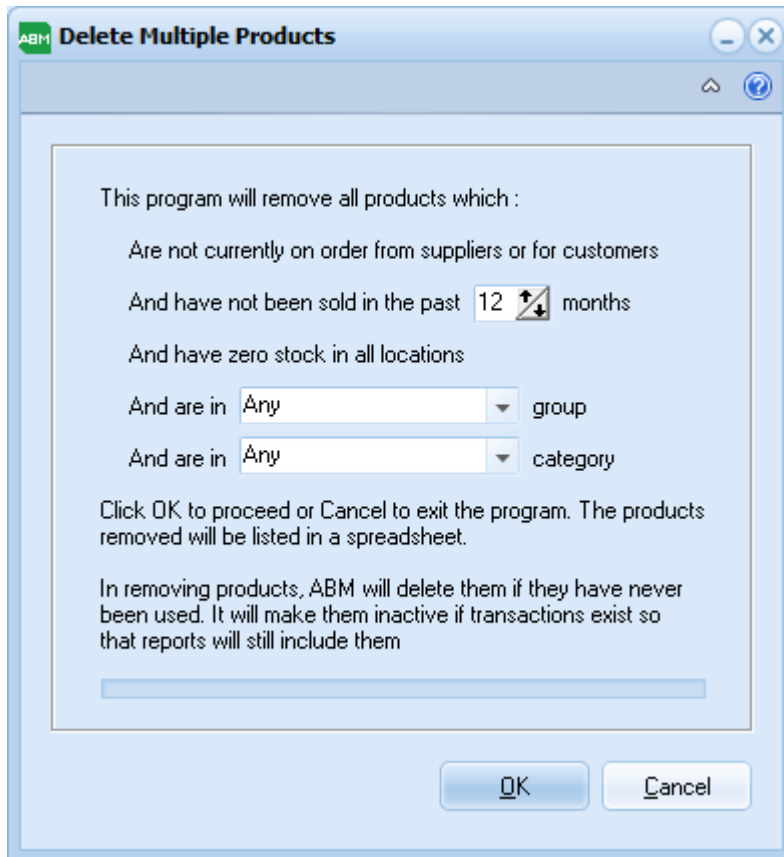 ABM Delete Multiple Products
This program will remove all products which :
Are not currently on order from suppliers or for customers
And have not been sold in the past 12 months
And have zero stock in all locations
And are in Any group
And are in Any category
Click OK to proceed or Cancel to exit the program. The products
removed will be listed in a spreadsheet.
In removing products, ABM will delete them if they have never
been used. It will make them inactive if transactions exist so
that reports will still include them
OK Cancel